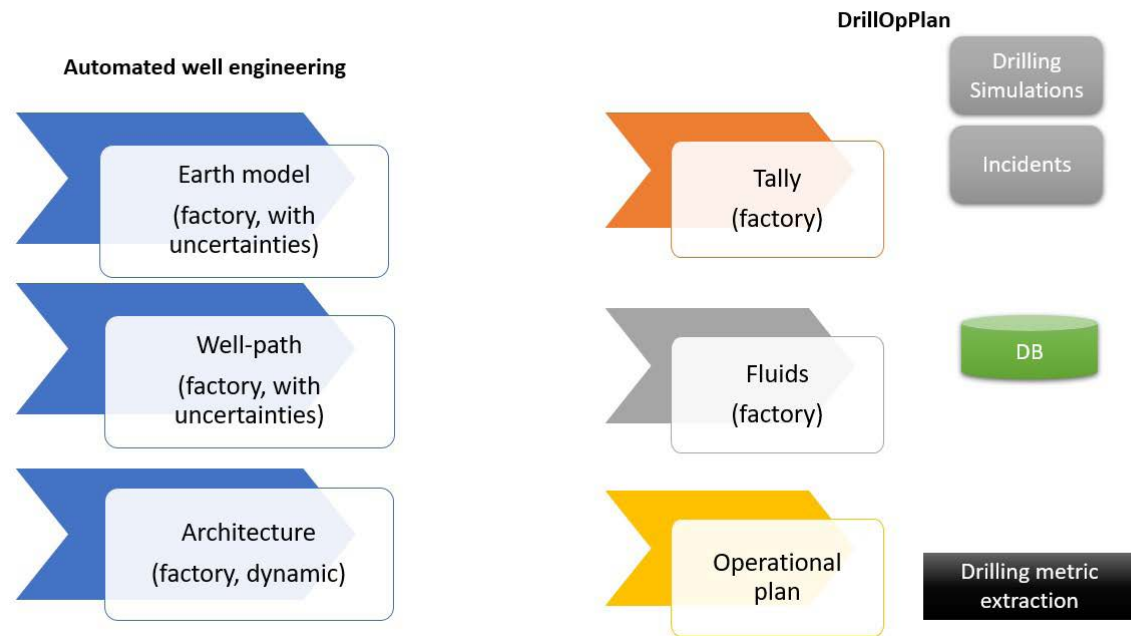 Automated well engineering
Earth model
(factory, with
uncertainties)
Well-path
(factory, with
uncertainties)
Architecture
(factory, dynamic)
DrillOpPlan
Tally
(factory)
Fluids
(factory)
Operational
plan
Drilling
Simulations
Incidents
DB
Drilling metric
extraction